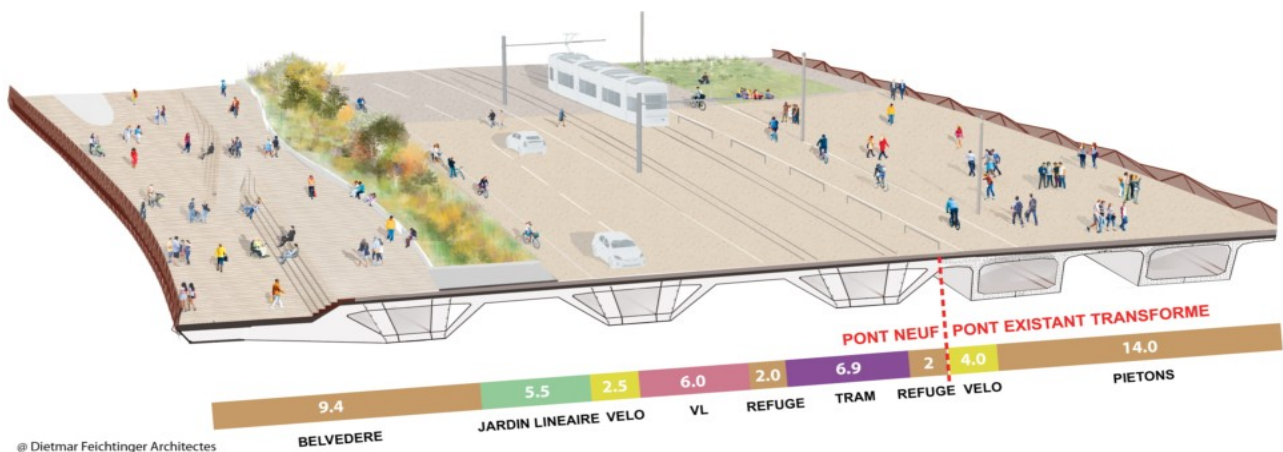 PONT NEUF PONT EXISTANT TRANSFORME
9.4 5.5 2.5 6.0 2.0 6.9 2 4.0 14.0
BELVEDERE JARDIN LINEAIRE VELO VL REFUGE TRAM REFUGE VELO PIETONS
@ Dietmar Feichtinger Architectes